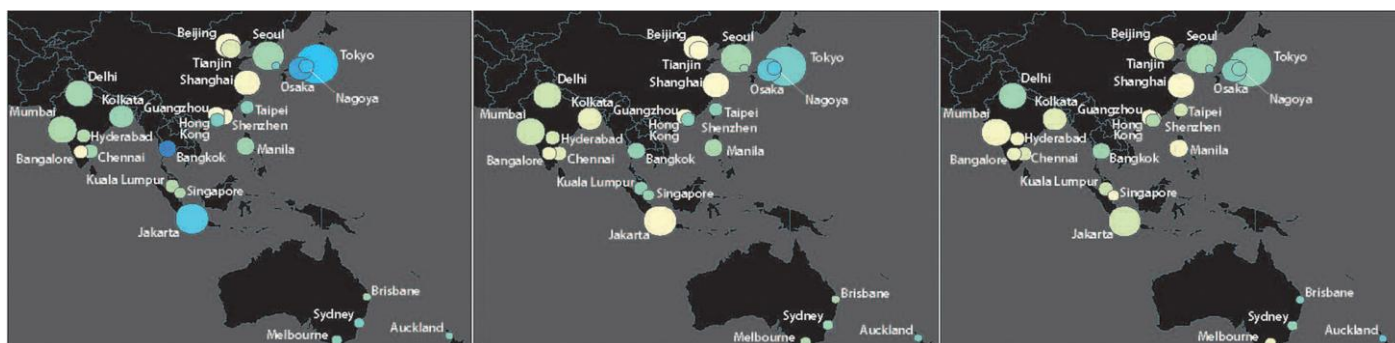 Beijing
Seoul
Tokyo
Tianjin
Shanghai
Osaka
Nagoya
Delhi
Kolkata
Guangzhou
Taipei
Mumbai
Hong
Kong
Shenzhen
Hyderabad
Manila
Bangalore
Chennai
Bangkok
Kuala Lumpur
Singapore
Jakarta
Brisbane
Sydney
Auckland
Melbourne
Beijing
Seoul
Tokyo
Tianjin
Shanghai
Osaka
Nagoya
Delhi
Kolkata
Guangzhou
Taipei
Mumbai
Hong
Kong
Shenzhen
Hyderabad
Manila
Bangalore
Chennai
Bangkok
Kuala Lumpur
Singapore
Jakarta
Brisbane
Sydney
Auckland
Melbourne
Beijing
Seoul
Tokyo
Tianjin
Shanghai
Osaka
Nagoya
Delhi
Kolkata
Guangzhou
Taipei
Mumbai
Hong
Kong
Shenzhen
Hyderabad
Manila
Bangalore
Chennai
Bangkok
Kuala Lumpur
Singapore
Jakarta
Brisbane
Sydney
Auckland
Melbourne